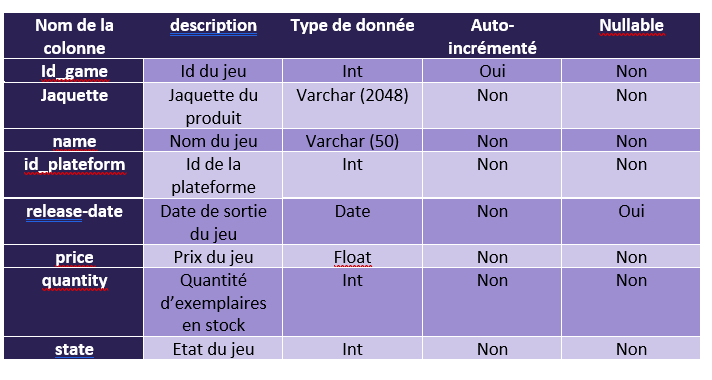 Nom de la colonne description Type de donnée Auto-incrémenté Nullable
Id_game Id du jeu Int Oui Non
Jaquette Jaquette du produit Varchar (2048) Non Non
name Nom du jeu Varchar (50) Non Non
id_plateform Id de la plateforme Int Non Non
release-date Date de sortie du jeu Date Non Oui
price Prix du jeu Float Non Non
quantity Quantité d'exemplaires en stock Int Non Non
state Etat du jeu Int Non Non